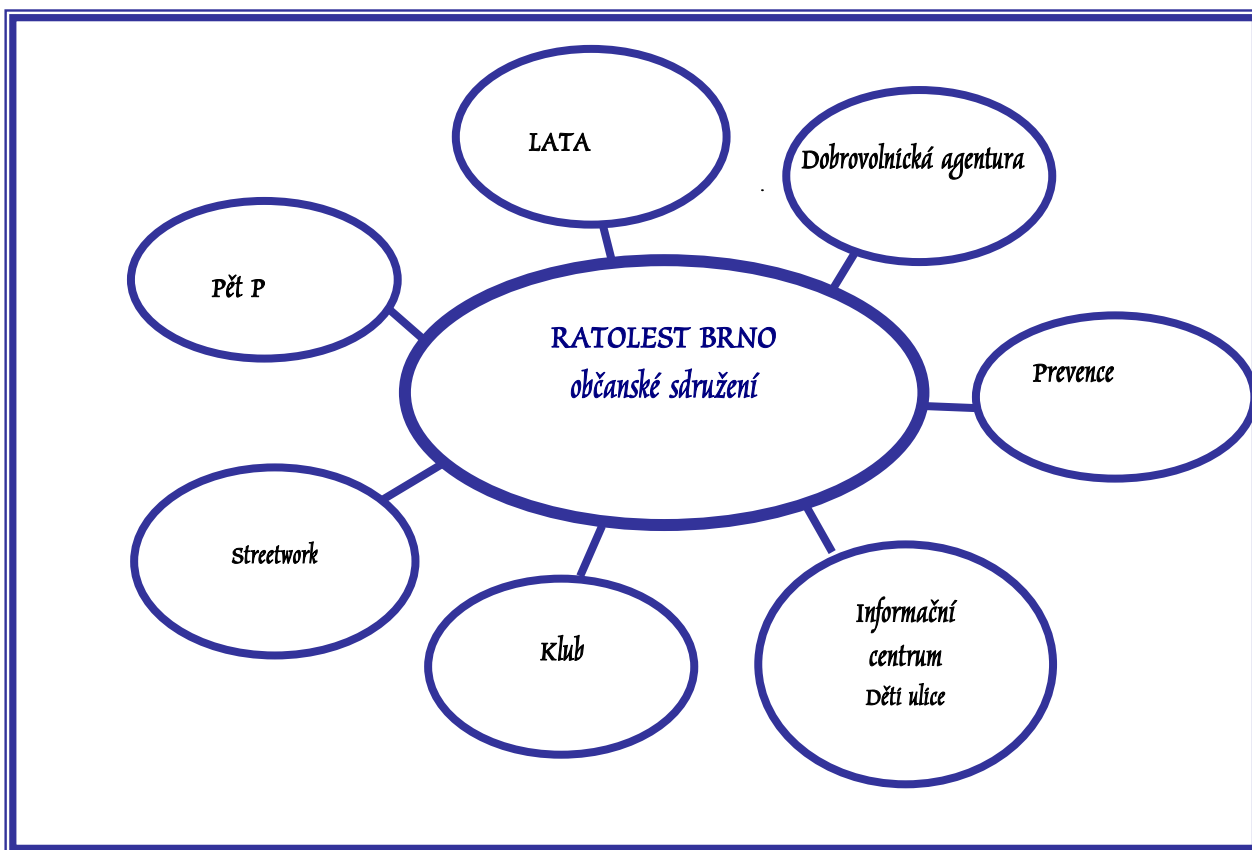 LATA
Dobrovolnická agentura
Pět P
RATOLEST BRNO
občanské sdružení
Prevence
Streetwork
Klub
Informační
centrum
Děti ulice